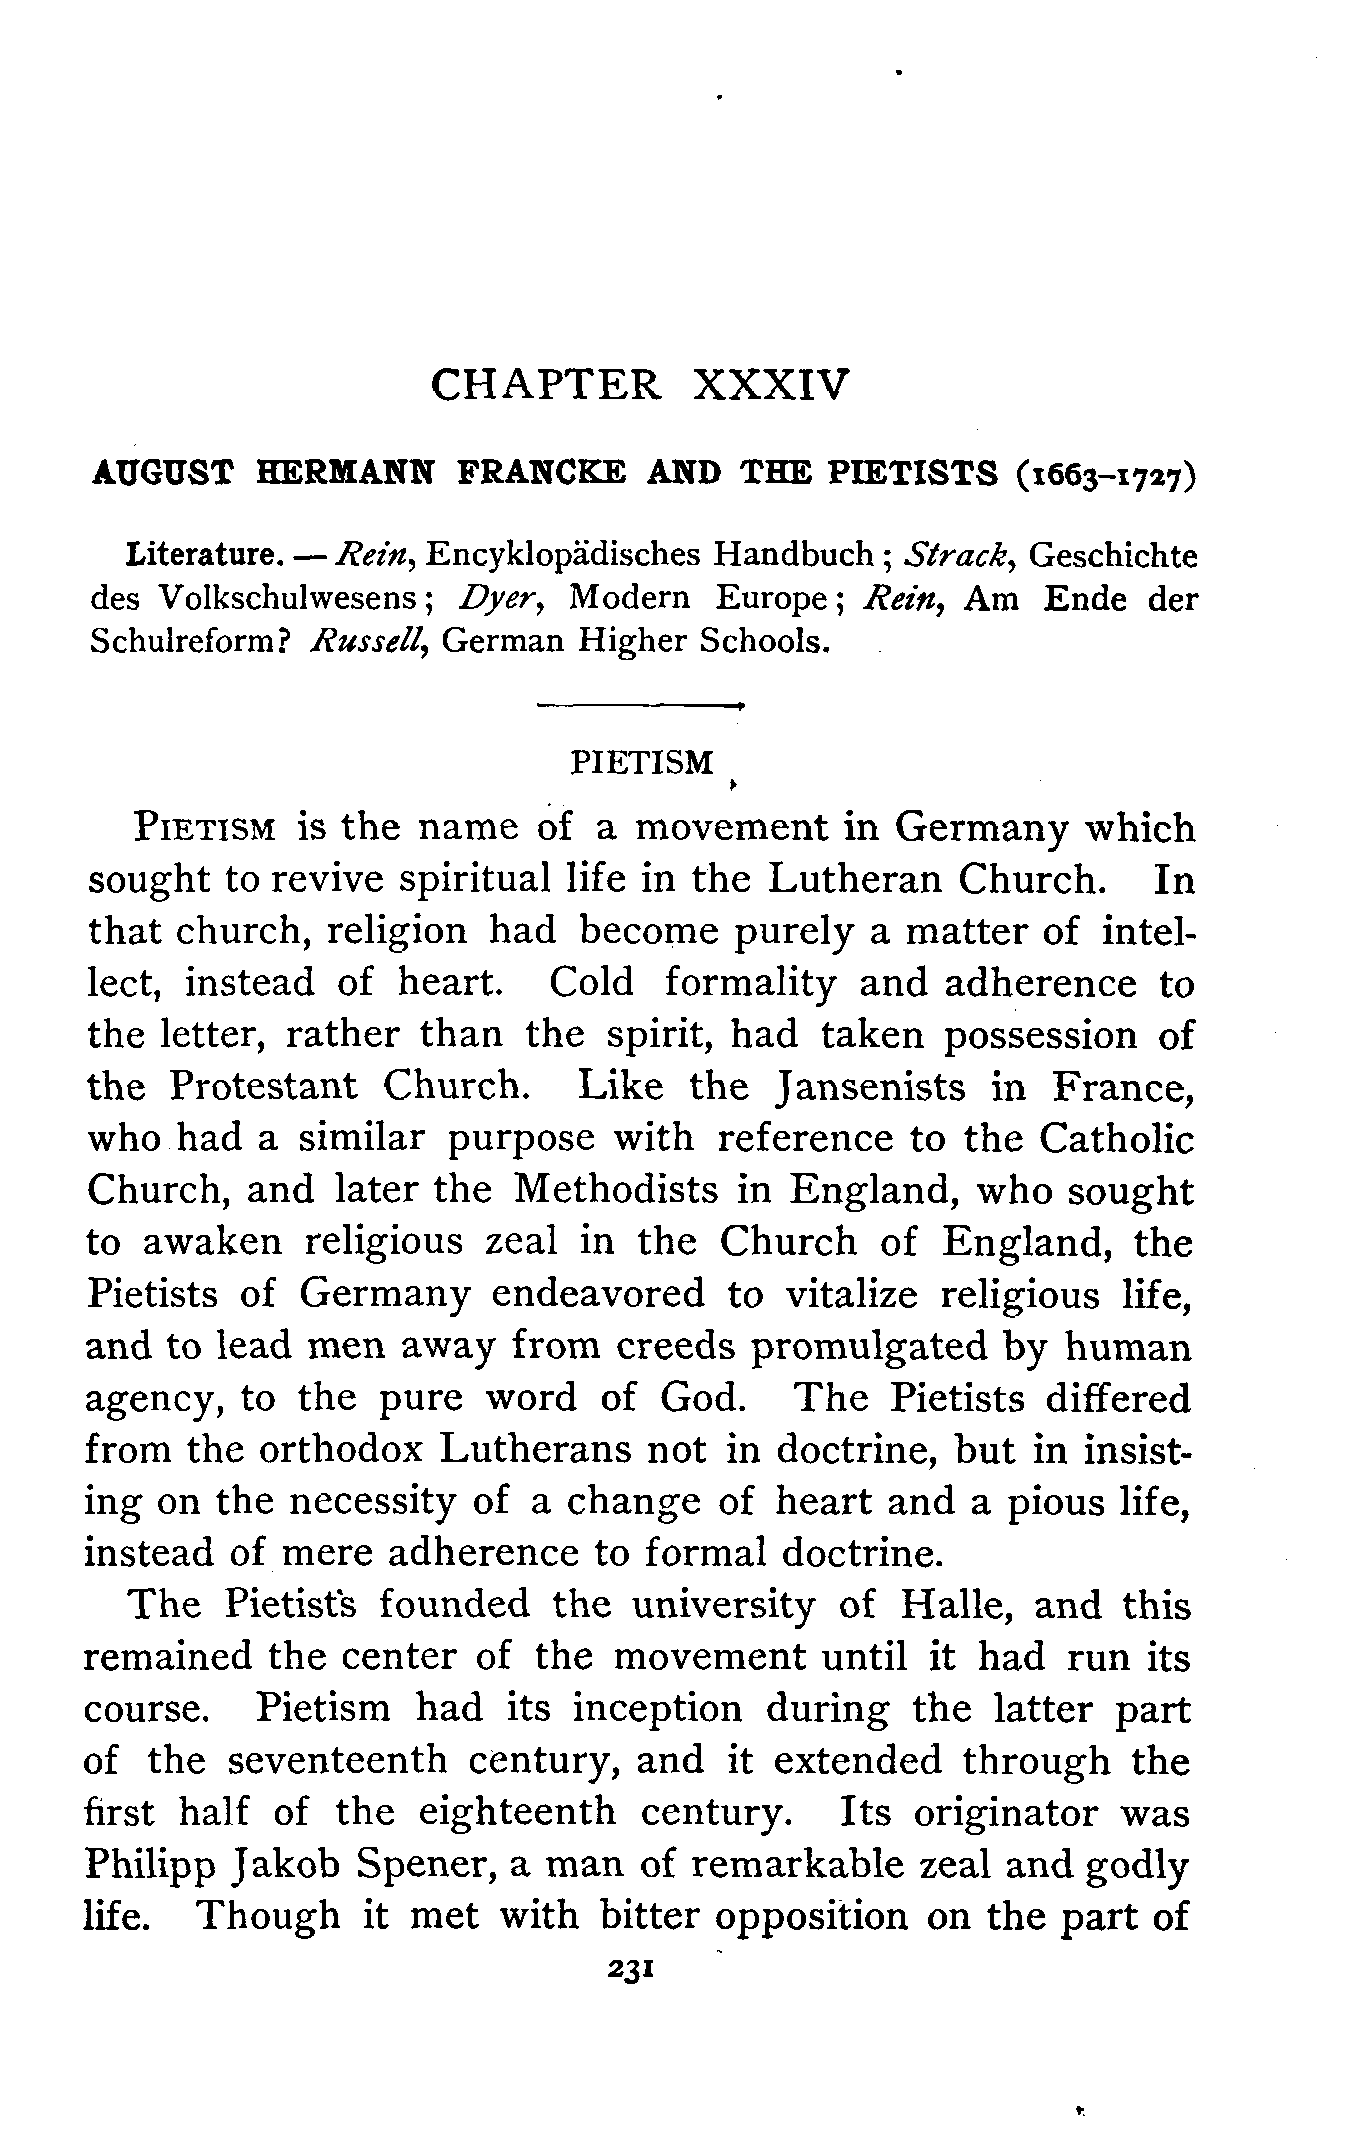 CHAPTER XXXIV
AUGUST HERMANN FRANCKE AND THE PIETISTS (1663–1727)
Literature. — Rein, Encyklopädisches Handbuch; Strack, Geschichte
des Volkschulwesens; Dyer, Modern Europe; Rein, Am Ende der
Schulreform? Russell, German Higher Schools.
PIETISM
PIETISM is the name of a movement in Germany which
sought to revive spiritual life in the Lutheran Church. In
that church, religion had become purely a matter of intel-
lect, instead of heart. Cold formality and adherence to
the letter, rather than the spirit, had taken possession of
the Protestant Church. Like the Jansenists in France,
who had a similar purpose with reference to the Catholic
Church, and later the Methodists in England, who sought
to awaken religious zeal in the Church of England, the
Pietists of Germany endeavored to vitalize religious life,
and to lead men away from creeds promulgated by human
agency, to the pure word of God. The Pietists differed
from the orthodox Lutherans not in doctrine, but in insist-
ing on the necessity of a change of heart and a pious life,
instead of mere adherence to formal doctrine.
The Pietists founded the university of Halle, and this
remained the center of the movement until it had run its
course. Pietism had its inception during the latter part
of the seventeenth century, and it extended through the
first half of the eighteenth century. Its originator was
Philipp Jakob Spener, a man of remarkable zeal and godly
life. Though it met with bitter opposition on the part of
231